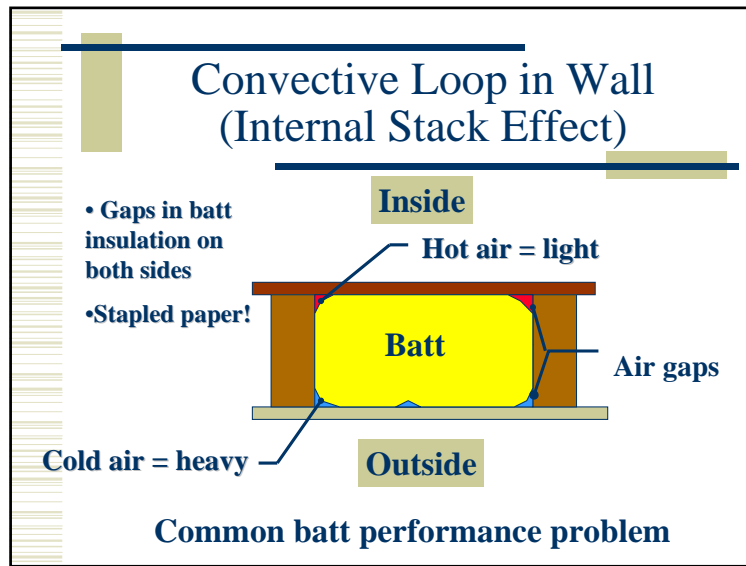 Convective Loop in Wall
(Internal Stack Effect)
• Gaps in batt
insulation on
both sides
•Stapled paper!
Inside
Hot air = light
Batt
Air gaps
Cold air = heavy
Outside
Common batt performance problem